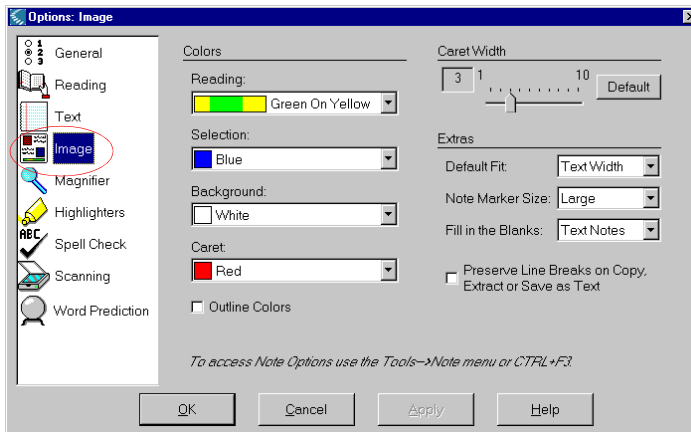 Options: Image
1
2
3
General
Reading
Text
Image
Magnifier
Highlighters
ABC
Spell Check
Scanning
Word Prediction
Colors
Reading:
Green On Yellow
Selection:
Blue
Background:
White
Caret:
Red
Outline Colors
Caret Width
3
1
10
Default
Extras
Default Fit: Text Width
Note Marker Size: Large
Fill in the Blanks: Text Notes
Preserve Line Breaks on Copy,
Extract or Save as Text
To access Note Options use the Tools-->Note menu or CTRL+F3.
OK Cancel Apply Help